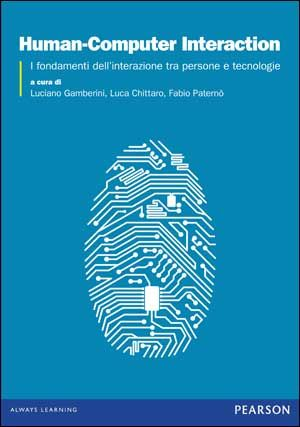 Human-Computer Interaction
I fondamenti dell'interazione tra persone e tecnologie
a cura di
Luciano Gamberini, Luca Chittaro, Fabio Paternò
ALWAYS LEARNING
PEARSON